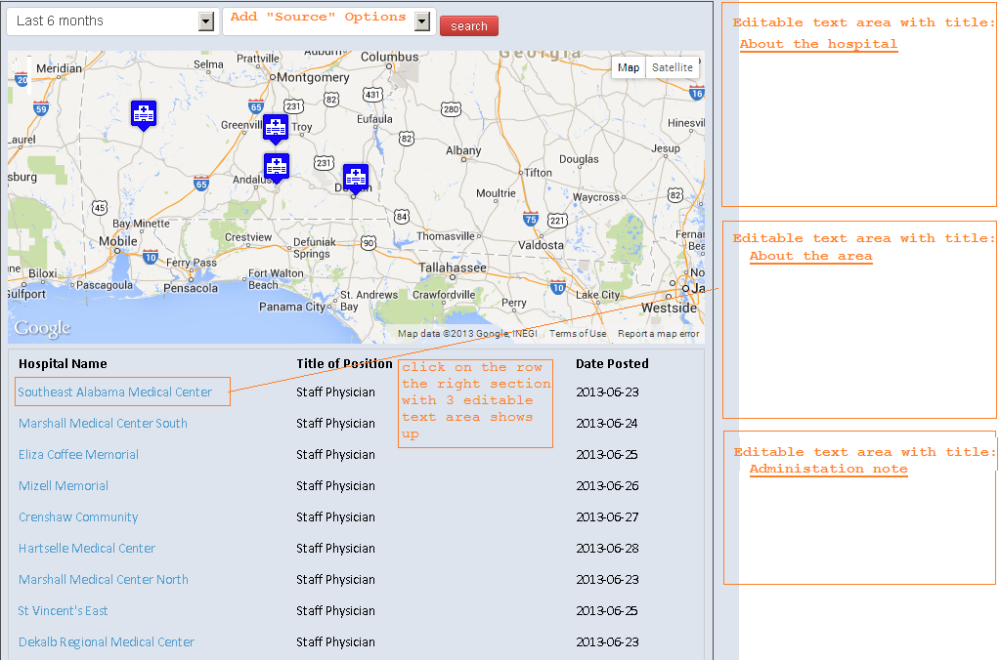 Last 6 months
Add "Source" Options
search
Editable text area with title:
About the hospital
Georgia
Map Satellite
Meridian
Selma
Prattville
Auburn
Columbus
Montgomery
20
59
65
231
82
431
280
16
Greenville
Troy
Eufaula
Hinesvil
Laurel
82
Albany
Jesup
sburg
231
Douglas
Tifton
65
Andalus
Moultrie
Waycross
82
45
84
75
221
Bay Minette
Mobile
Crestview
Defuniak
Springs
90
Thomasville
Valdosta
Fernan
Bea
10
Ferry Pass
Tallahassee
Biloxi
Pascagoula
Pensacola
Fort Walton
Beach
10
Gulfport
St. Andrews
Bay
Crawfordville
Lake City
Ja
Panama City
Perry
Westside
Google
Map data ©2013 Google, INEGI Terms of Use Report a map error
Editable text area with title:
About the area
Hospital Name Title of Position Date Posted
click on the row
the right section
with 3 editable
text area shows
up
Southeast Alabama Medical Center Staff Physician 2013-06-23
Marshall Medical Center South Staff Physician 2013-06-24
Eliza Coffee Memorial Staff Physician 2013-06-25
Mizell Memorial Staff Physician 2013-06-26
Crenshaw Community Staff Physician 2013-06-27
Hartselle Medical Center Staff Physician 2013-06-28
Marshall Medical Center North Staff Physician 2013-06-23
St Vincent's East Staff Physician 2013-06-25
Dekalb Regional Medical Center Staff Physician 2013-06-23
Editable text area with title:
Administation note